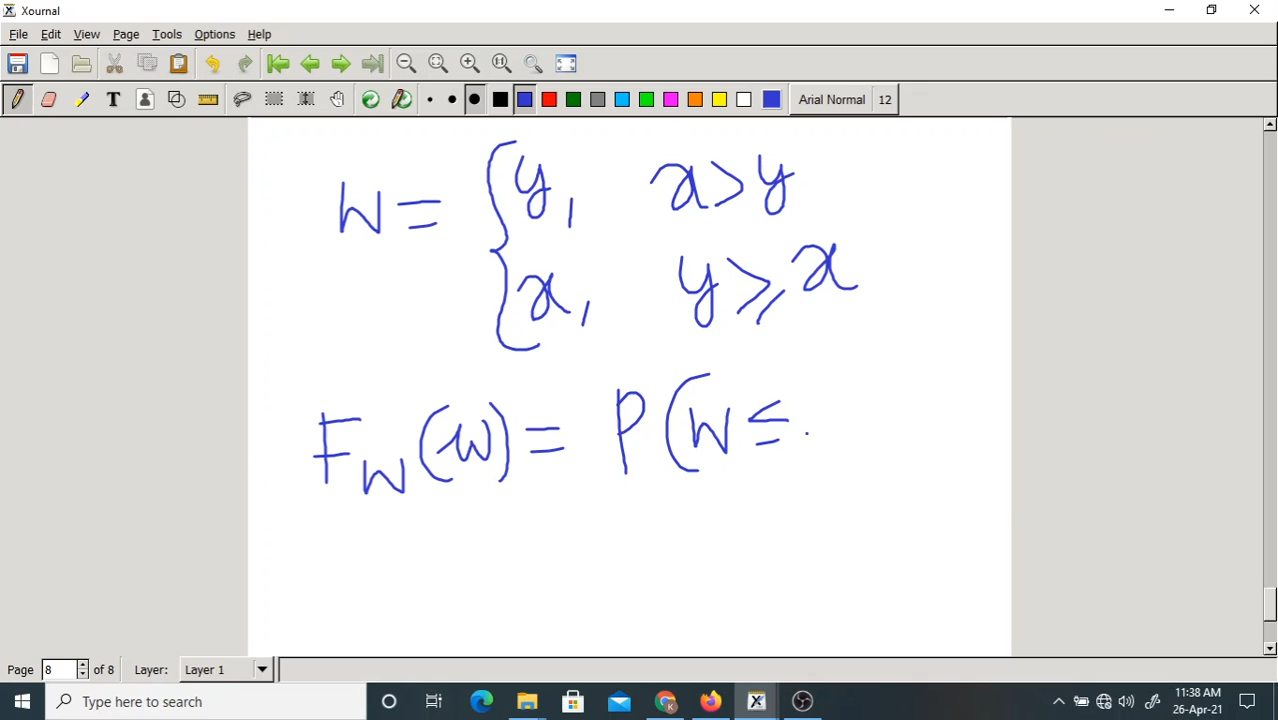 Xournal
File Edit View Page Tools Options Help
Arial Normal 12
W = { y, x > y
x, y ⩾ x
F_W(w) = P(W ≤ .
Page 8 of 8 Layer: Layer 1
Type here to search
11:38 AM
26-Apr-21